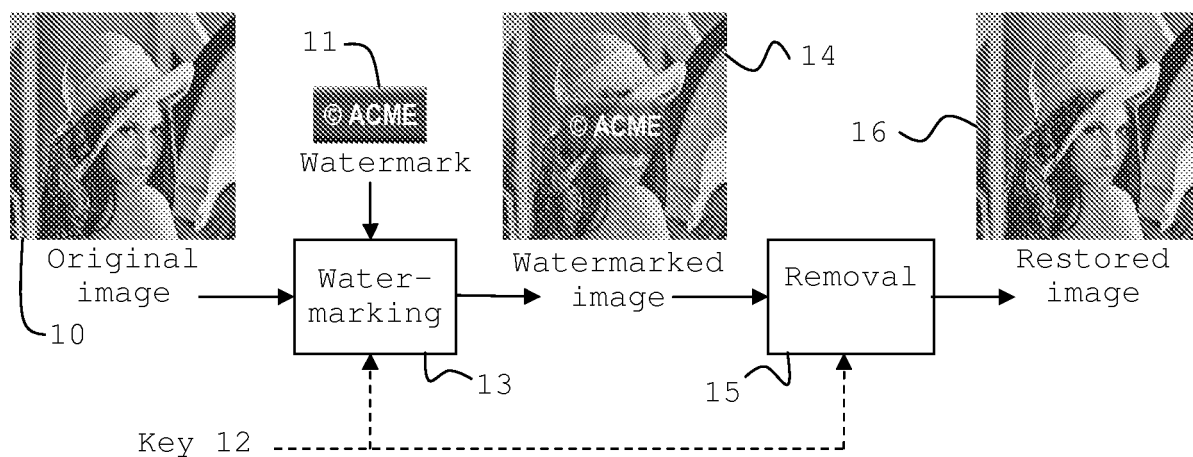 11
14
© ACME
© ACME
16
Watermark
Original
image
Water-
marking
Watermarked
image
Removal
Restored
image
10
13
15
Key 12